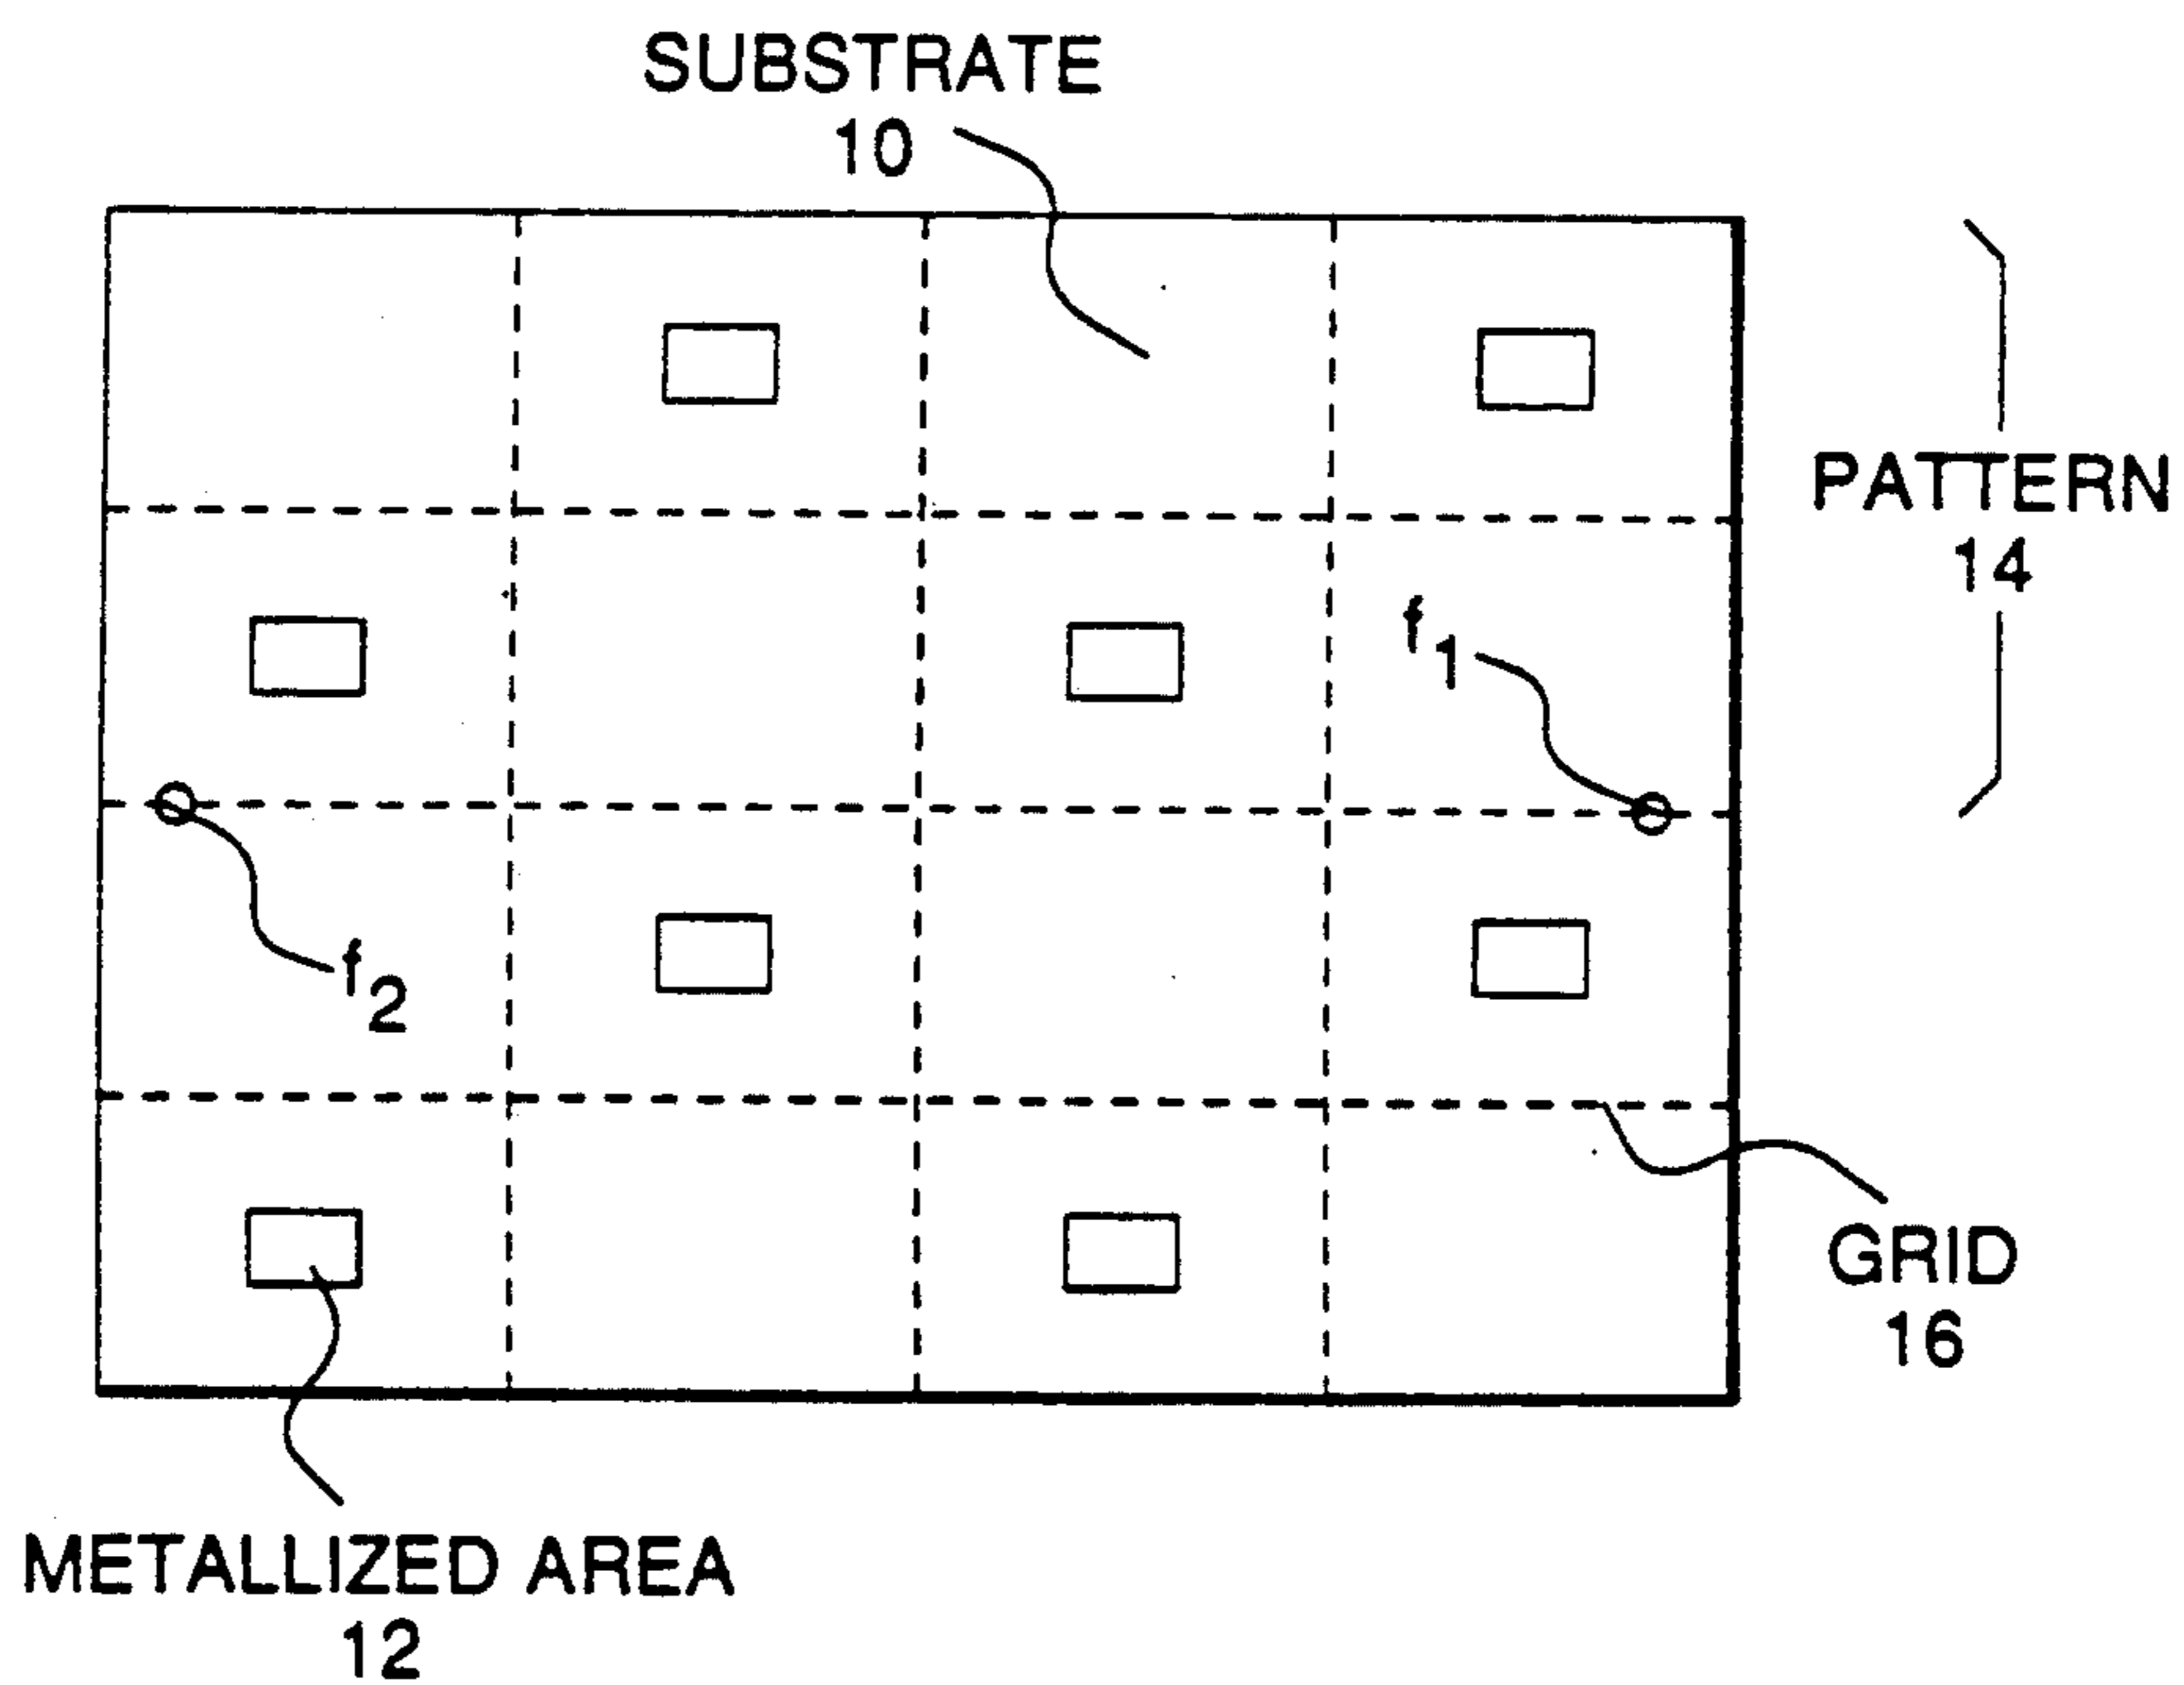 SUBSTRATE
10
PATTERN
14
f1
f2
GRID
16
METALLIZED AREA
12